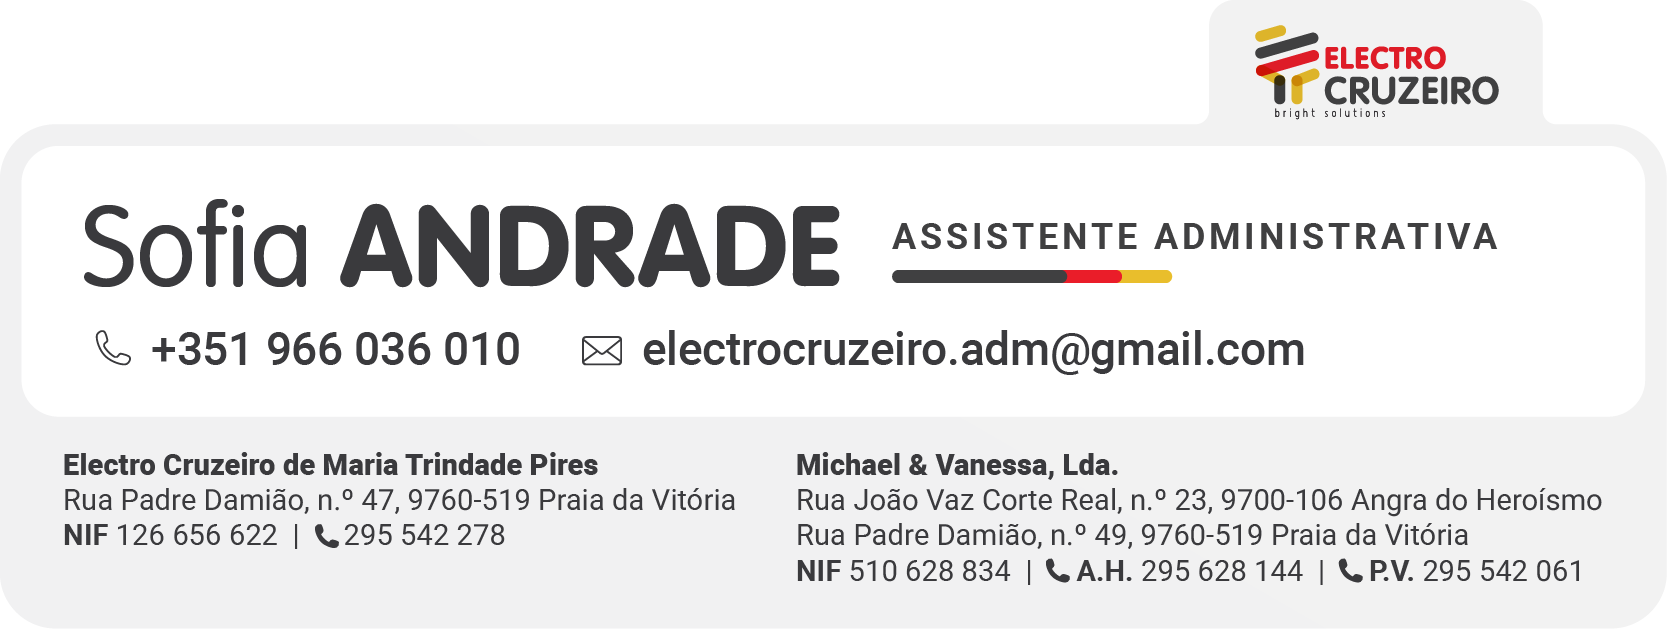 ELECTRO
CRUZEIRO
bright solutions
Sofia ANDRADE
ASSISTENTE ADMINISTRATIVA
+351 966 036 010
electrocruzeiro.adm@gmail.com
Electro Cruzeiro de Maria Trindade Pires
Rua Padre Damião, n.º 47, 9760-519 Praia da Vitória
NIF 126 656 622 | 295 542 278
Michael & Vanessa, Lda.
Rua João Vaz Corte Real, n.º 23, 9700-106 Angra do Heroísmo
Rua Padre Damião, n.º 49, 9760-519 Praia da Vitória
NIF 510 628 834 | A.H. 295 628 144 | P.V. 295 542 061